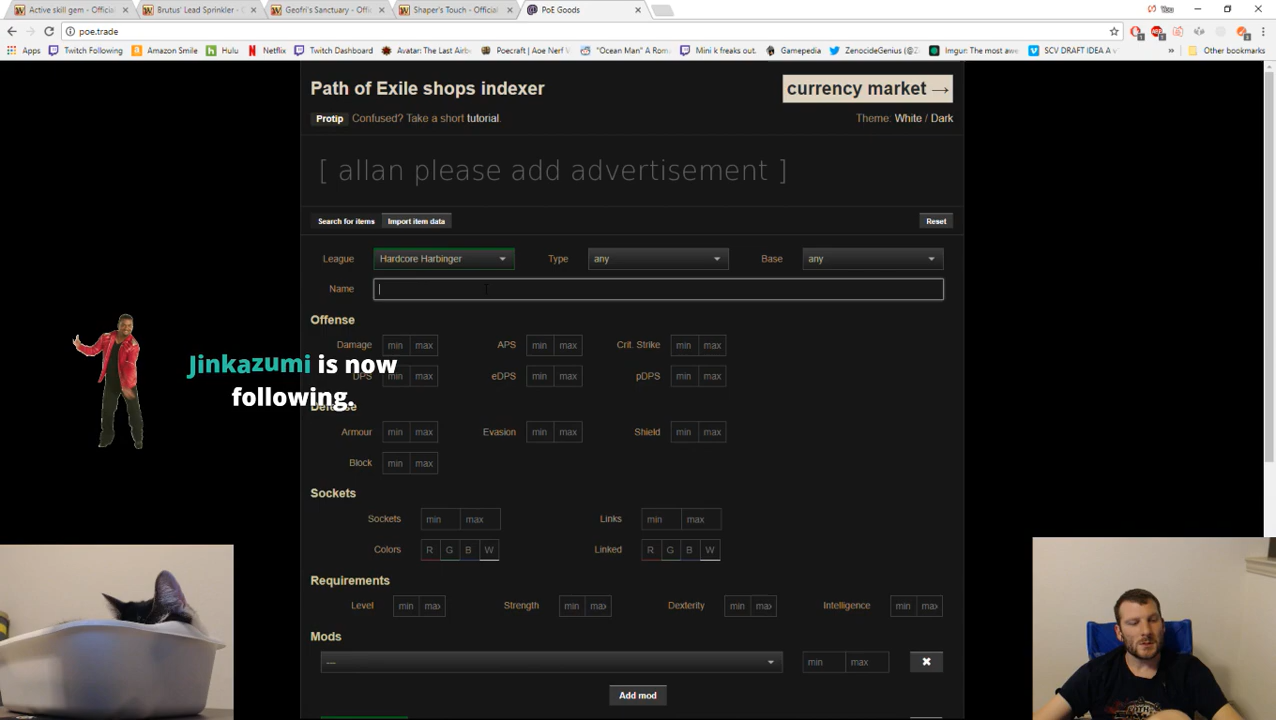 Active skill gem - Offici
Brutus' Lead Sprinkler -
Geofri's Sanctuary - Offi
Shaper's Touch - Official
PoE Goods
poe.trade
Apps
Twitch Following
Amazon Smile
Hulu
Netflix
Twitch Dashboard
Avatar: The Last Airb
Poecraft | Aoe Nerf
"Ocean Man" A Rom
Mini k freaks out.
Gamepedia
ZenocideGenius (@Z
Imgur: The most awe
SCV DRAFT IDEA A v
»
Other bookmarks
Path of Exile shops indexer
currency market →
Protip Confused? Take a short tutorial.
Theme: White / Dark
[ allan please add advertisement ]
Search for items
Import item data
Reset
League Hardcore Harbinger Type any Base any
Name
Offense
Damage min max APS min max Crit. Strike min max
DPS min max eDPS min max pDPS min max
Jinkazumi is now
following.
Defense
Armour min max Evasion min max Shield min max
Block min max
Sockets
Sockets min max Links min max
Colors R G B W Linked R G B W
Requirements
Level min max Strength min max Dexterity min max Intelligence min max
Mods
--- min max
Add mod